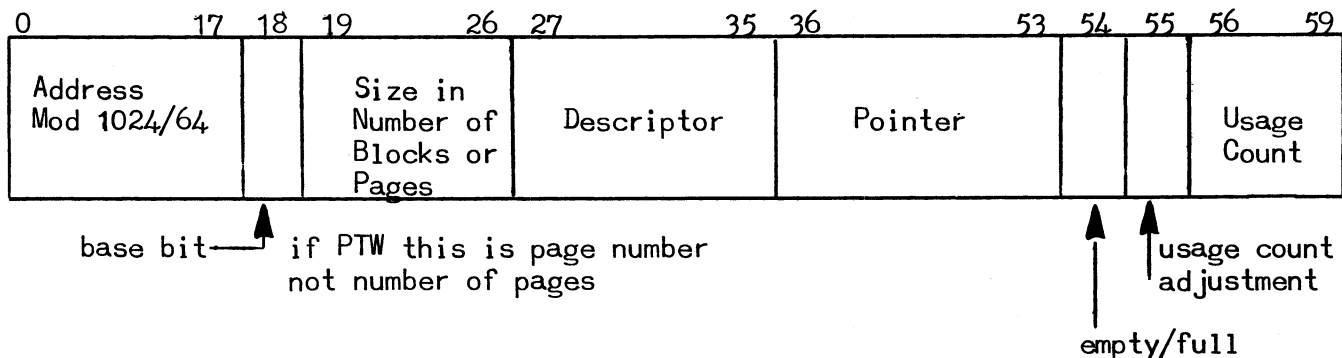 0 17 18 19 26 27 35 36 53 54 55 56 59
Address
Mod 1024/64
Size in
Number of
Blocks or
Pages
Descriptor
Pointer
Usage
Count
base bit
if PTW this is page number
not number of pages
usage count
adjustment
empty/full